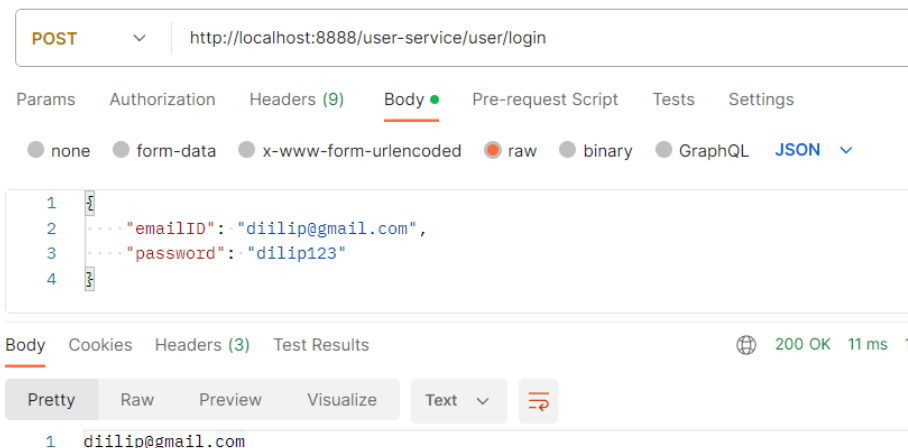 POST http://localhost:8888/user-service/user/login
Params Authorization Headers (9) Body Pre-request Script Tests Settings
none form-data x-www-form-urlencoded raw binary GraphQL JSON
1 {
2 "emailID": "diilip@gmail.com",
3 "password": "dilip123"
4 }
Body Cookies Headers (3) Test Results 200 OK 11 ms
Pretty Raw Preview Visualize Text
1 diilip@gmail.com